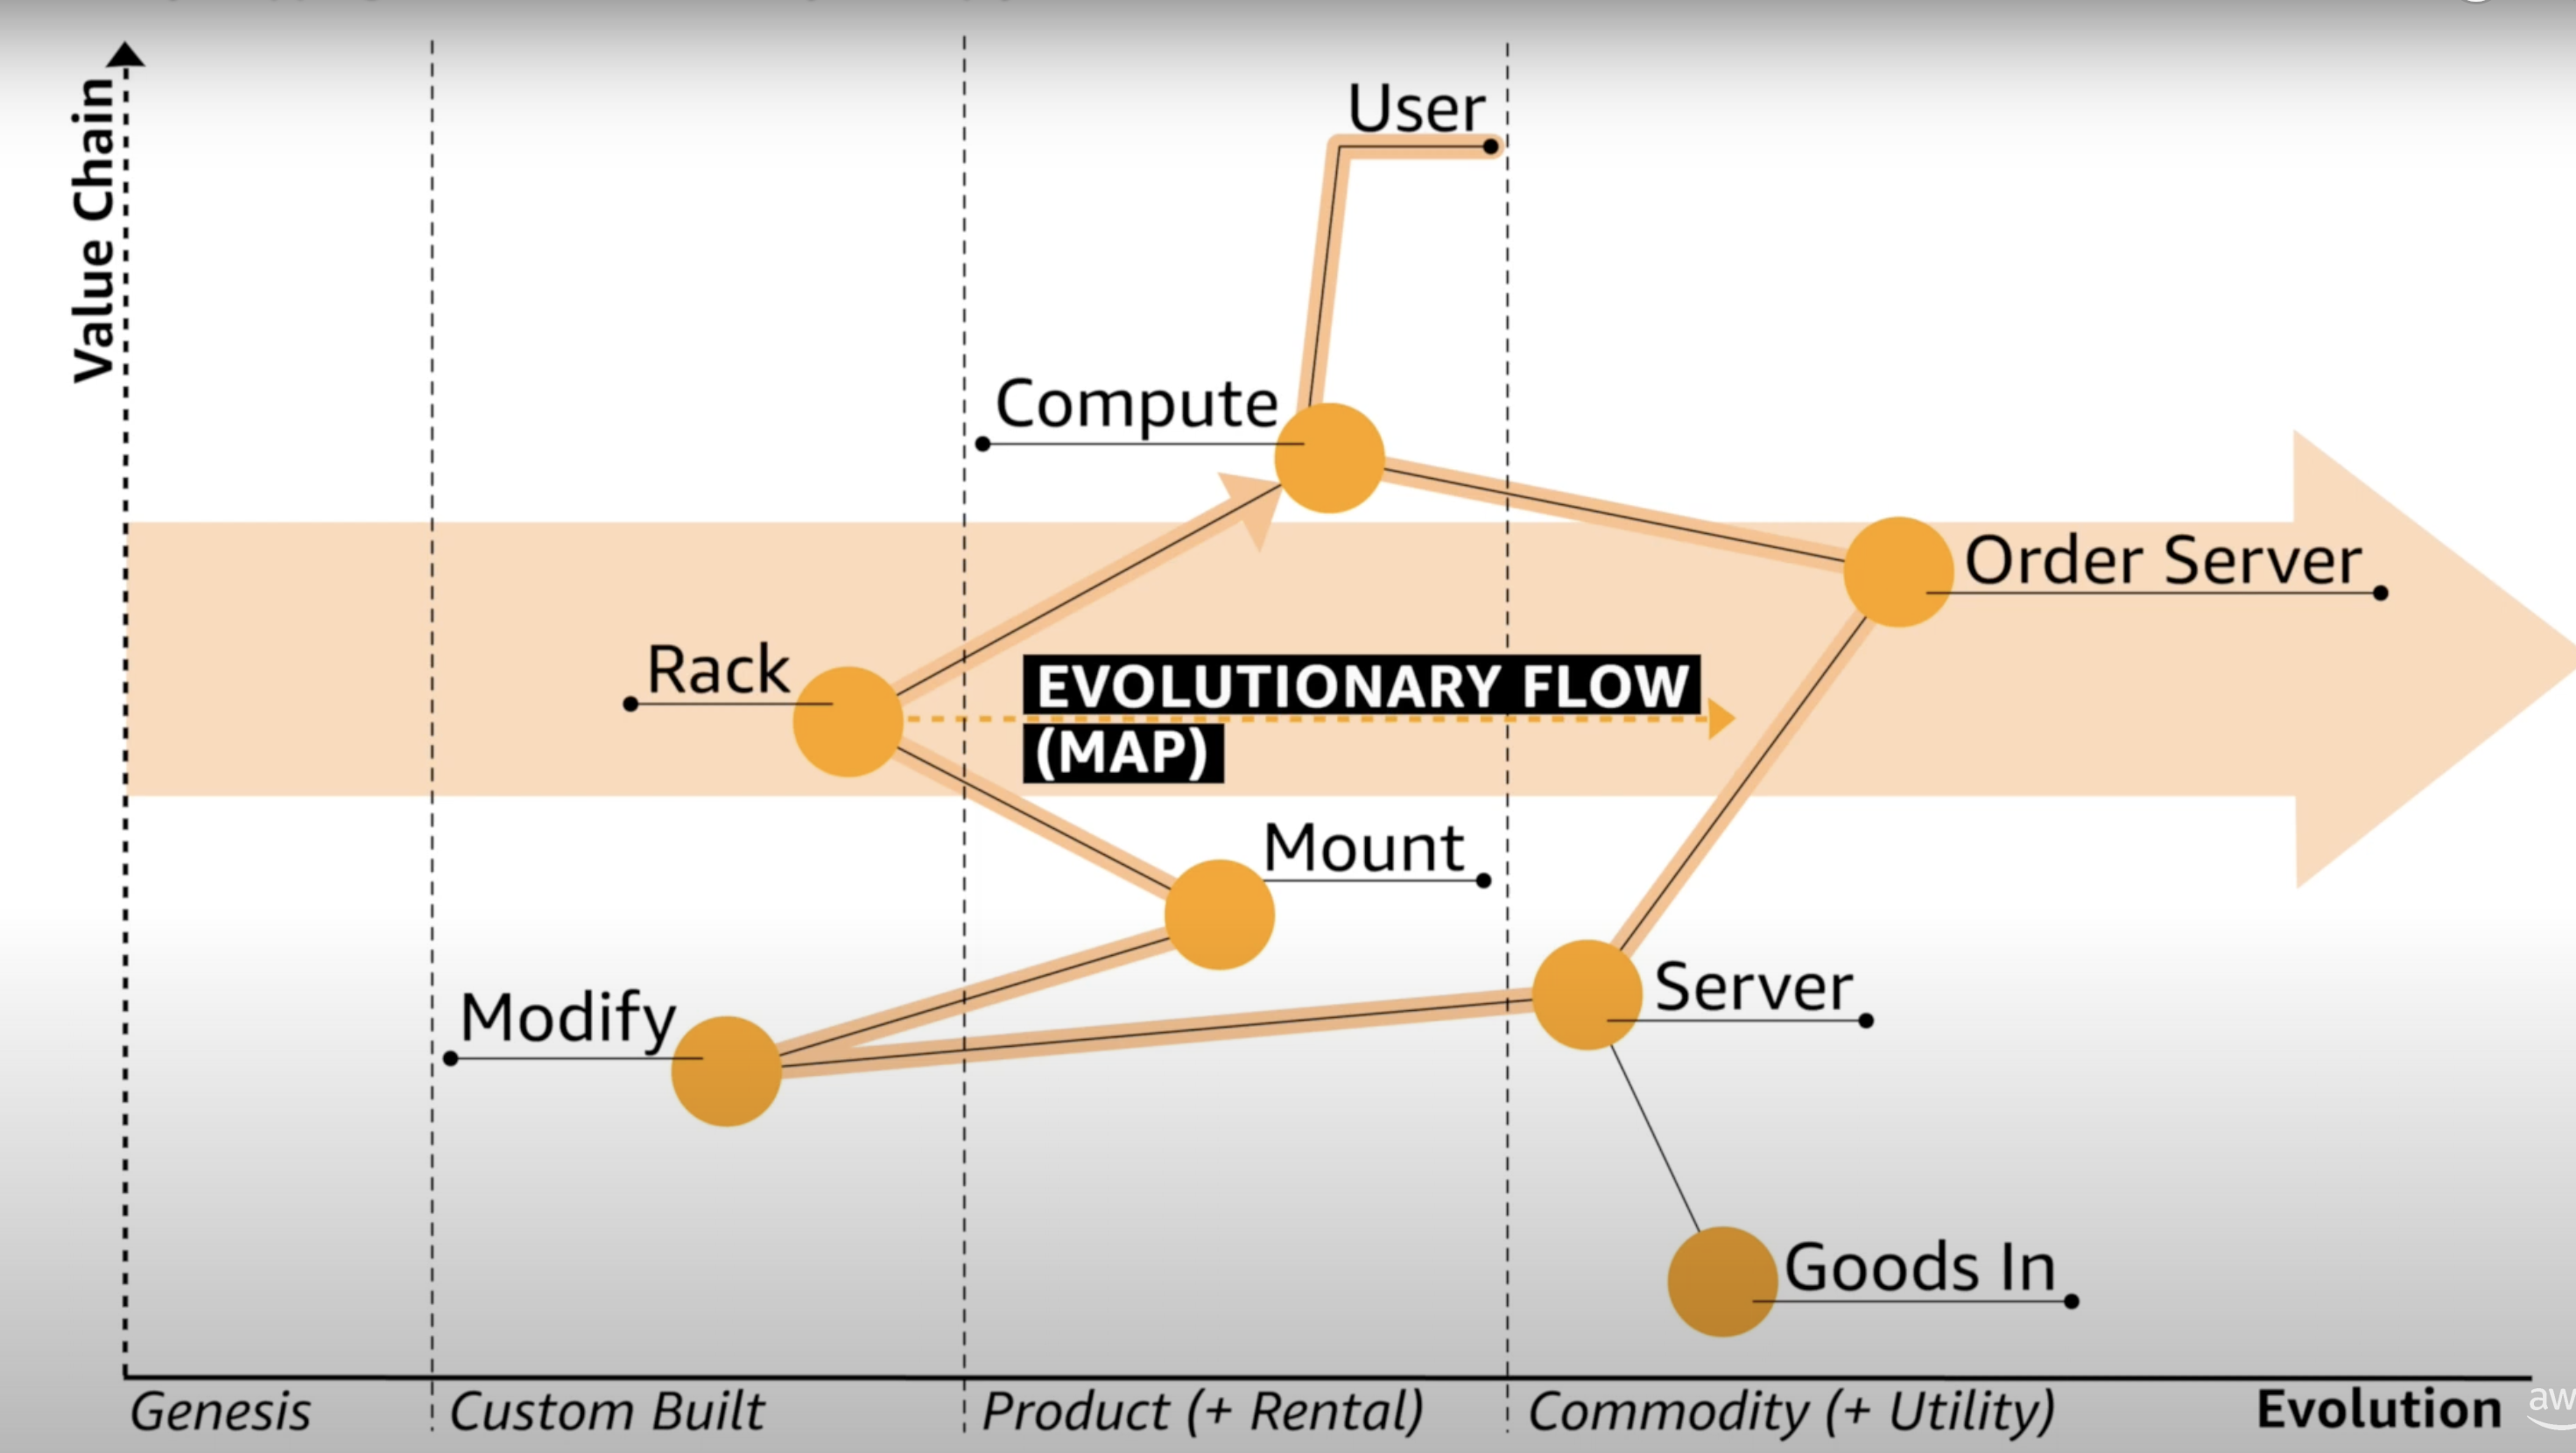 Value Chain
User
Compute
Order Server
Rack
EVOLUTIONARY FLOW
(MAP)
Mount
Server
Modify
Goods In
Genesis
Custom Built
Product (+ Rental)
Commodity (+ Utility)
Evolution